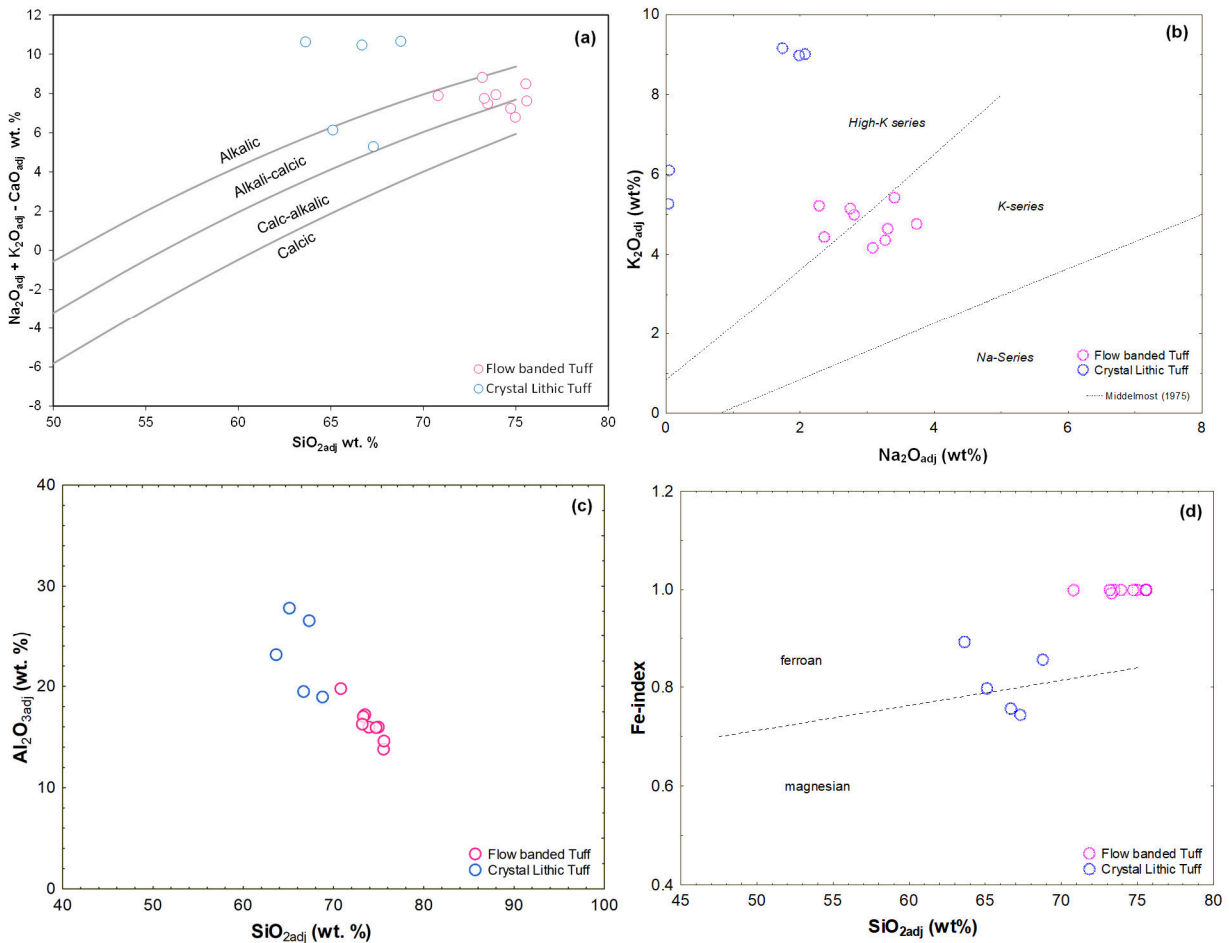 (a)
12
10
8
6
4
2
0
-2
-4
-6
-8
Na₂Oadj + K₂Oadj - CaOadj wt. %
Alkalic
Alkali-calcic
Calc-alkalic
Calcic
Flow banded Tuff
Crystal Lithic Tuff
50 55 60 65 70 75 80
SiO₂adj wt. %
(b)
10
8
6
4
2
0
K₂Oadj (wt%)
High-K series
K-series
Na-Series
Flow banded Tuff
Crystal Lithic Tuff
Middelmost (1975)
0 2 4 6 8
Na₂Oadj (wt%)
(c)
40
30
20
10
0
Al₂O₃adj (wt. %)
Flow banded Tuff
Crystal Lithic Tuff
40 50 60 70 80 90 100
SiO₂adj (wt. %)
(d)
1.2
1.0
0.8
0.6
0.4
Fe-index
ferroan
magnesian
Flow banded Tuff
Crystal Lithic Tuff
45 50 55 60 65 70 75 80
SiO₂adj (wt%)